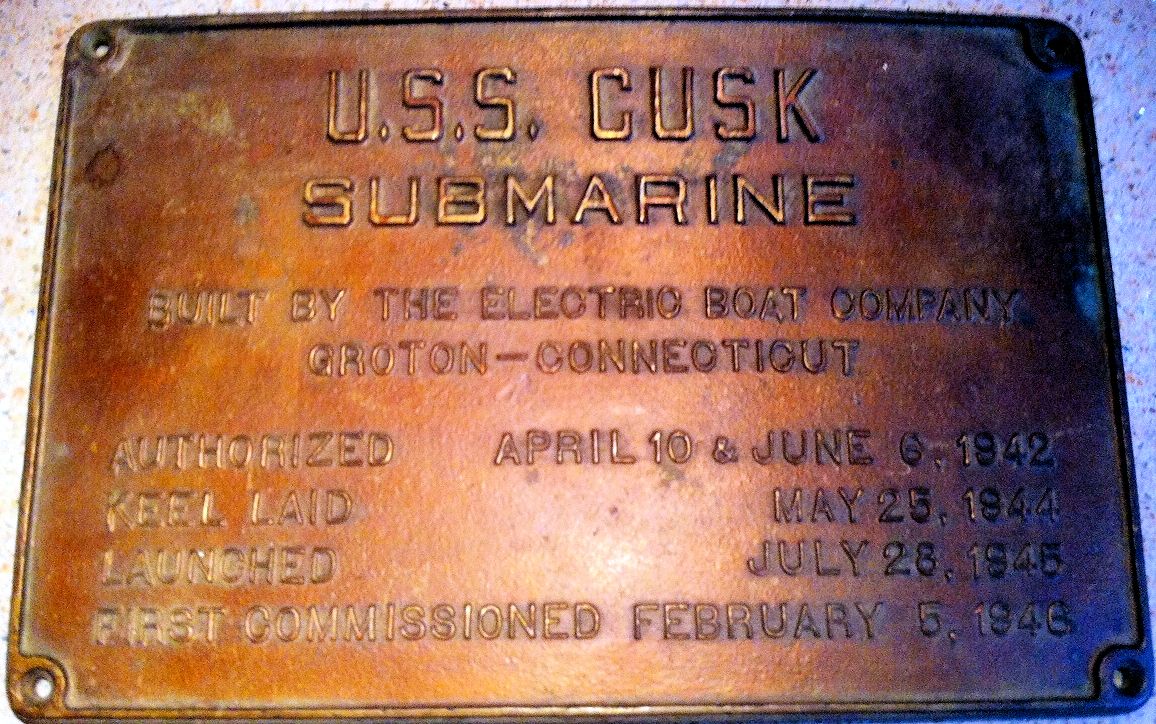 U.S.S. CUSK
SUBMARINE
BUILT BY THE ELECTRIC BOAT COMPANY
GROTON—CONNECTICUT
AUTHORIZED APRIL 10 & JUNE 6, 1942
KEEL LAID MAY 25, 1944
LAUNCHED JULY 28, 1945
FIRST COMMISSIONED FEBRUARY 5, 1946